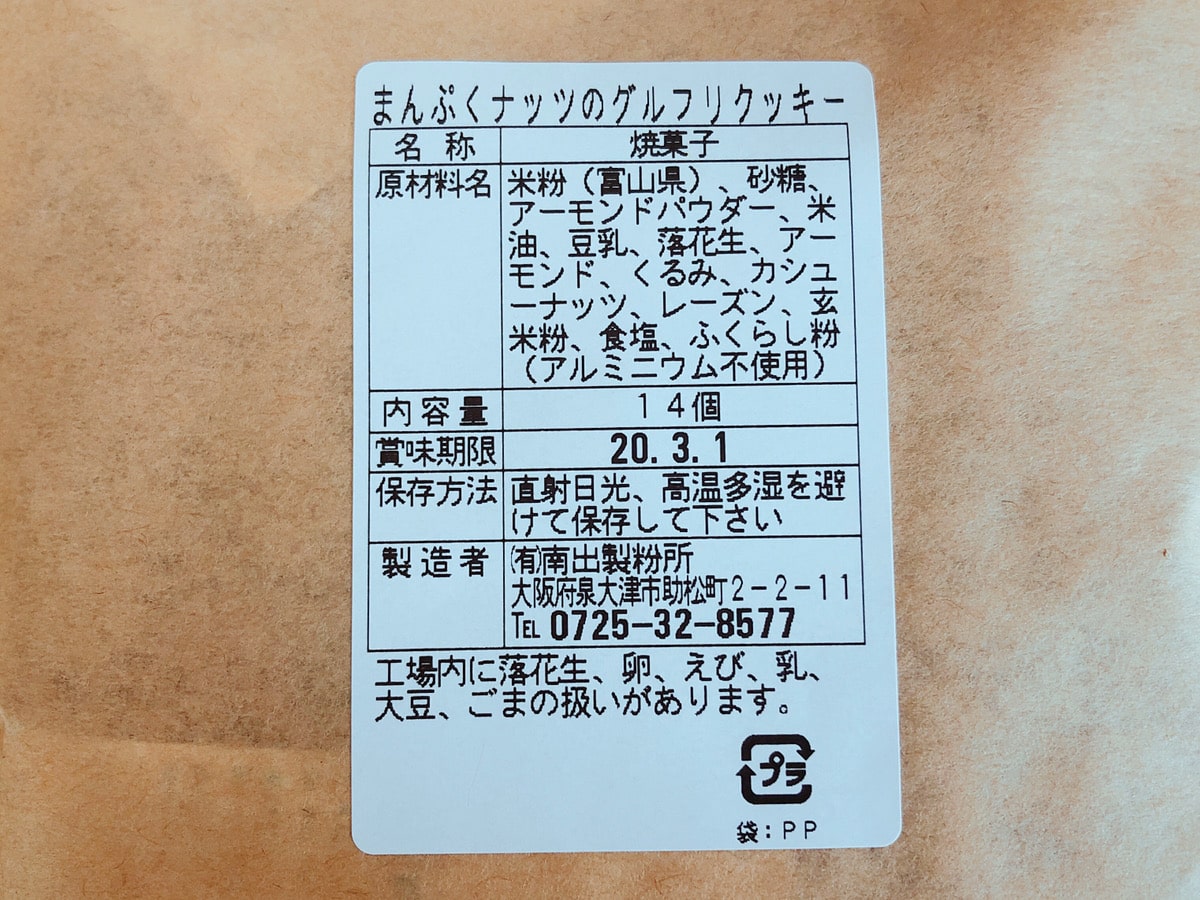 まんぷくナッツのグルフリクッキー
名称 焼菓子
原材料名 米粉（富山県）、砂糖、
アーモンドパウダー、米
油、豆乳、落花生、アー
モンド、くるみ、カシュ
ーナッツ、レーズン、玄
米粉、食塩、ふくらし粉
（アルミニウム不使用）
内容量 １４個
賞味期限 20.3.1
保存方法 直射日光、高温多湿を避
けて保存して下さい
製造者 ㈲南出製粉所
大阪府泉大津市助松町２－２－１１
TEL 0725-32-8577
工場内に落花生、卵、えび、乳、
大豆、ごまの扱いがあります。
プラ
袋：ＰＰ